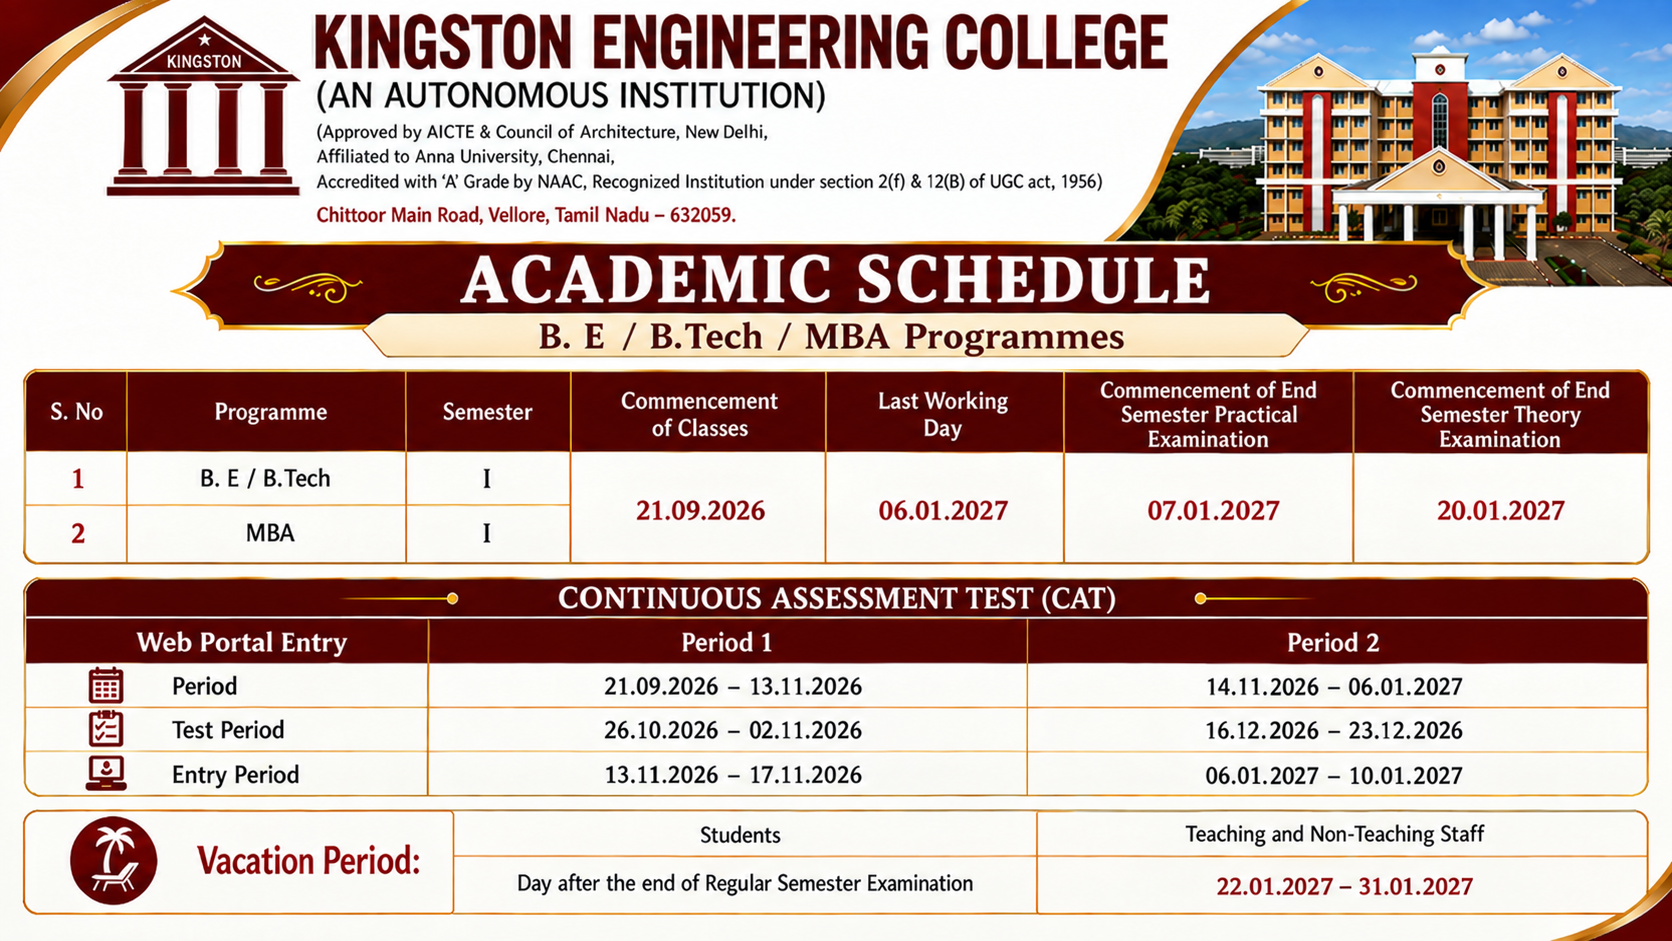 KINGSTON
KINGSTON ENGINEERING COLLEGE
(AN AUTONOMOUS INSTITUTION)
(Approved by AICTE & Council of Architecture, New Delhi,
Affiliated to Anna University, Chennai,
Accredited with ‘A’ Grade by NAAC, Recognized Institution under section 2(f) & 12(B) of UGC act, 1956)
Chittoor Main Road, Vellore, Tamil Nadu – 632059.
ACADEMIC SCHEDULE
B. E / B.Tech / MBA Programmes
S. No
Programme
Semester
Commencement
of Classes
Last Working
Day
Commencement of End
Semester Practical
Examination
Commencement of End
Semester Theory
Examination
1
B. E / B.Tech
I
2
MBA
I
21.09.2026
06.01.2027
07.01.2027
20.01.2027
CONTINUOUS ASSESSMENT TEST (CAT)
Web Portal Entry
Period 1
Period 2
Period
21.09.2026 – 13.11.2026
14.11.2026 – 06.01.2027
Test Period
26.10.2026 – 02.11.2026
16.12.2026 – 23.12.2026
Entry Period
13.11.2026 – 17.11.2026
06.01.2027 – 10.01.2027
Vacation Period:
Students
Teaching and Non-Teaching Staff
Day after the end of Regular Semester Examination
22.01.2027 – 31.01.2027